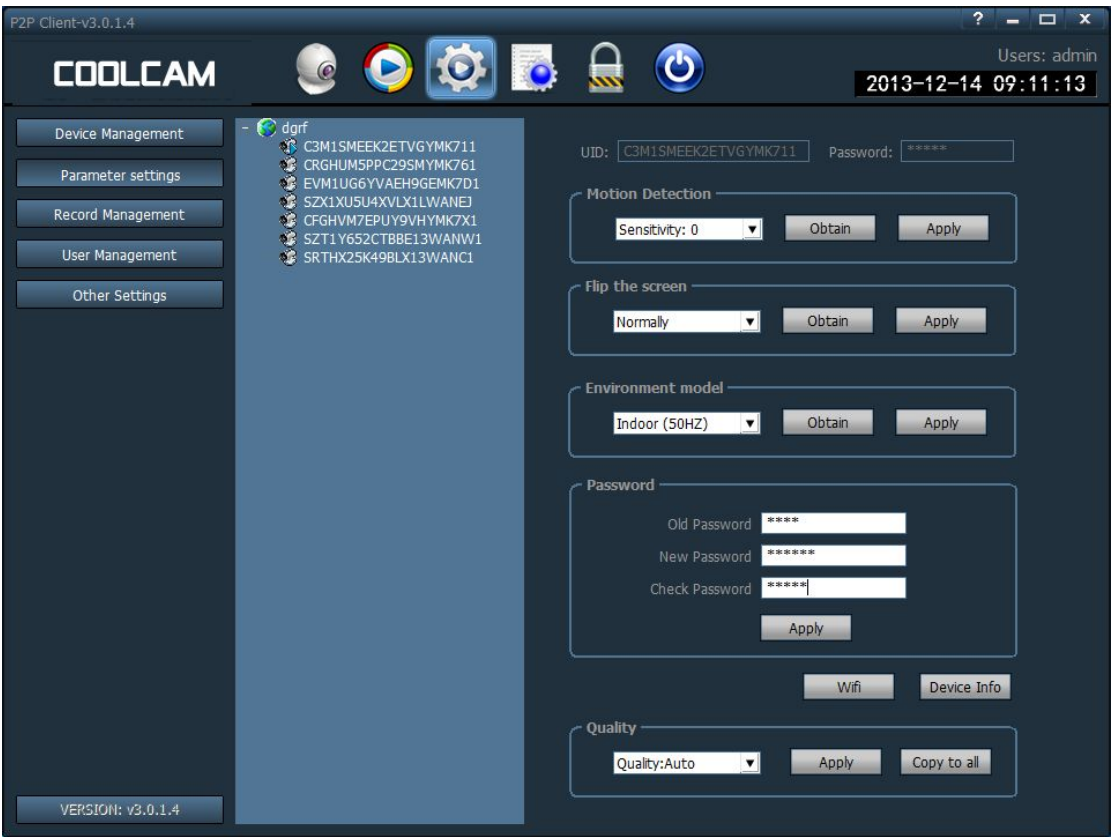 P2P Client-v3.0.1.4
? – x
COOLCAM
Users: admin
2013-12-14 09:11:13
Device Management
Parameter settings
Record Management
User Management
Other Settings
VERSION: v3.0.1.4
- dgrf
C3M1SMEEK2ETVGYMK711
CRGHUM5PPC29SMYMK761
EVM1UG6YVAEH9GEMK7D1
SZX1XU5U4XVLX1LWANEJ
CFGHVM7EPUY9VHYMK7X1
SZT1Y652CTBBE13WANW1
SRTHX25K49BLX13WANC1
UID: C3M1SMEEK2ETVGYMK711 Password: *****
Motion Detection
Sensitivity: 0 Obtain Apply
Flip the screen
Normally Obtain Apply
Environment model
Indoor (50HZ) Obtain Apply
Password
Old Password ****
New Password ******
Check Password *****
Apply
Wifi Device Info
Quality
Quality:Auto Apply Copy to all